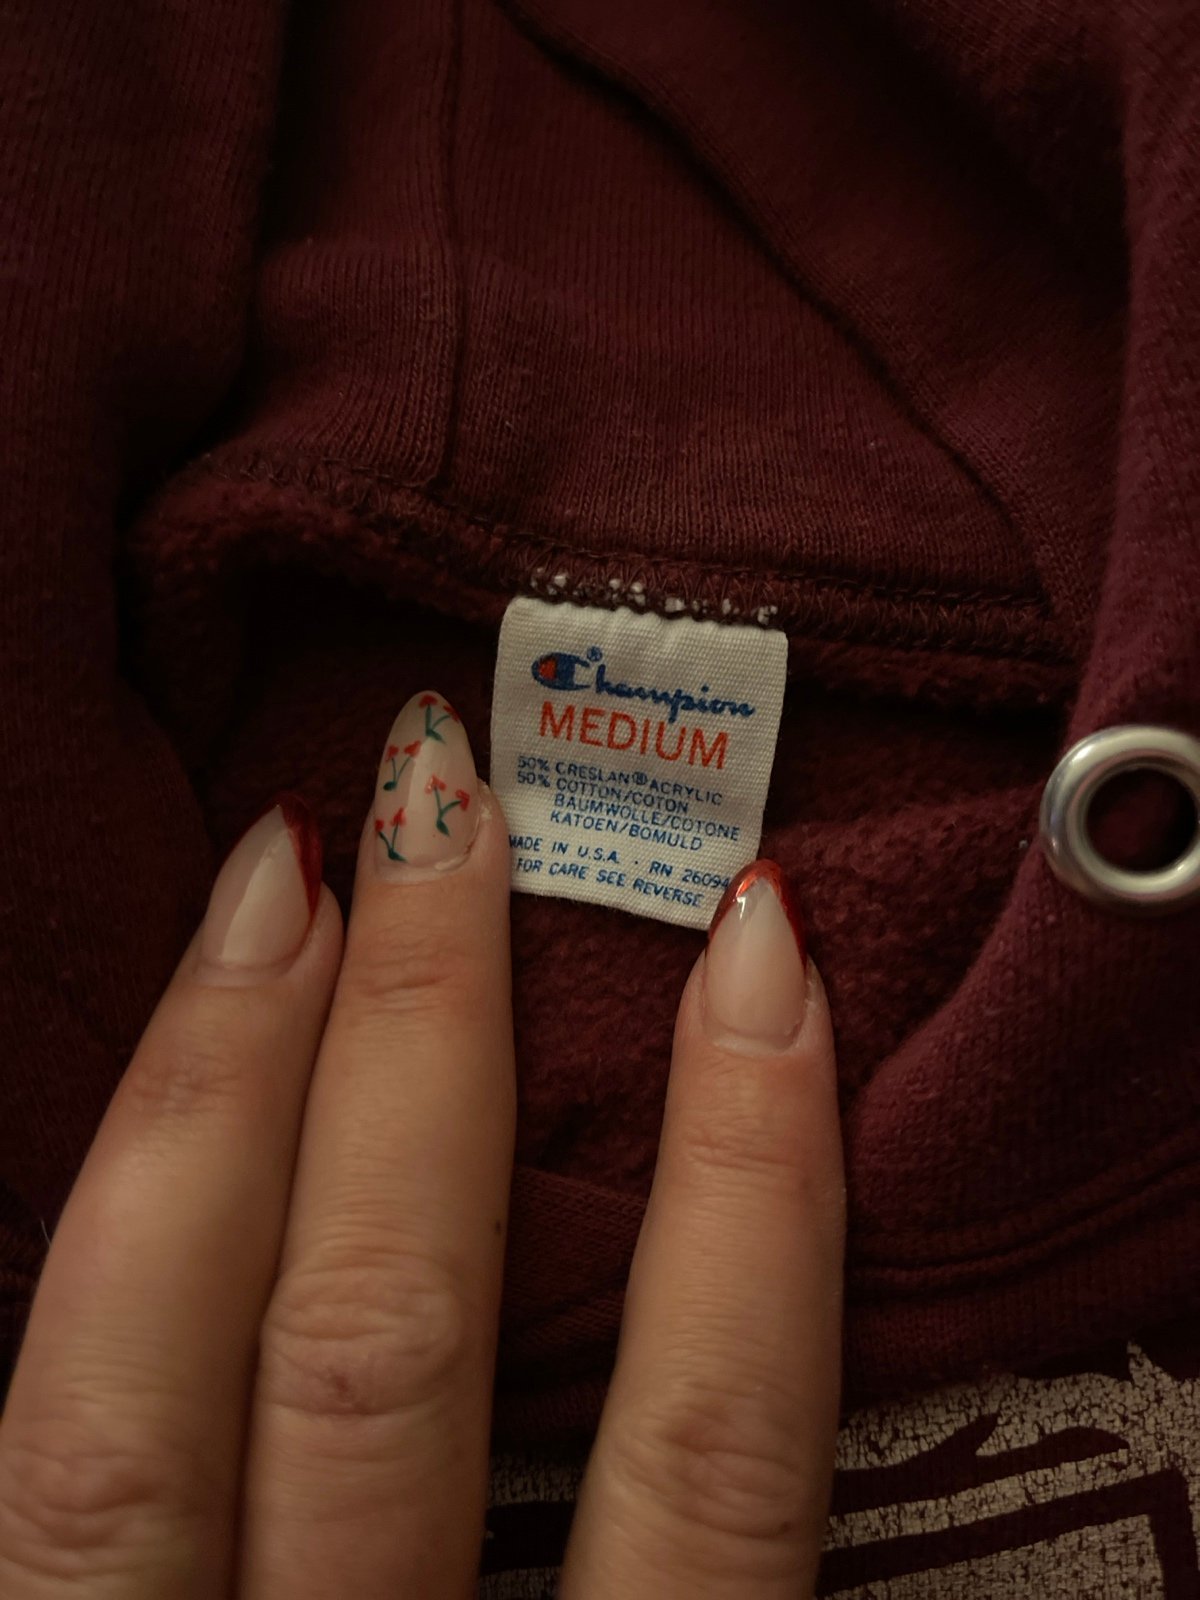 Champion®
MEDIUM
50% CRESLAN® ACRYLIC
50% COTTON/COTON
BAUMWOLLE/COTONE
KATOEN/BOMULD
MADE IN U.S.A. · RN 26094
FOR CARE SEE REVERSE